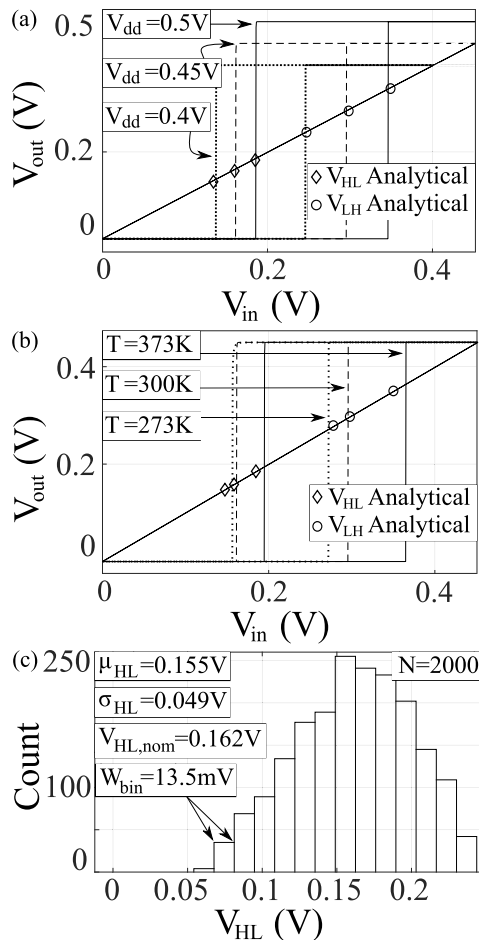 (a)
0.5
V_dd=0.5V
V_dd=0.45V
V_dd=0.4V
0.2
0
V_out (V)
◇ V_HL Analytical
○ V_LH Analytical
0 0.2 0.4
V_in (V)
(b)
T=373K
0.4
T=300K
T=273K
0.2
0
V_out (V)
◇ V_HL Analytical
○ V_LH Analytical
0 0.2 0.4
V_in (V)
(c)
250
μ_HL=0.155V
N=2000
σ_HL=0.049V
V_HL,nom=0.162V
W_bin=13.5mV
100
0
Count
0 0.05 0.1 0.15 0.2
V_HL (V)